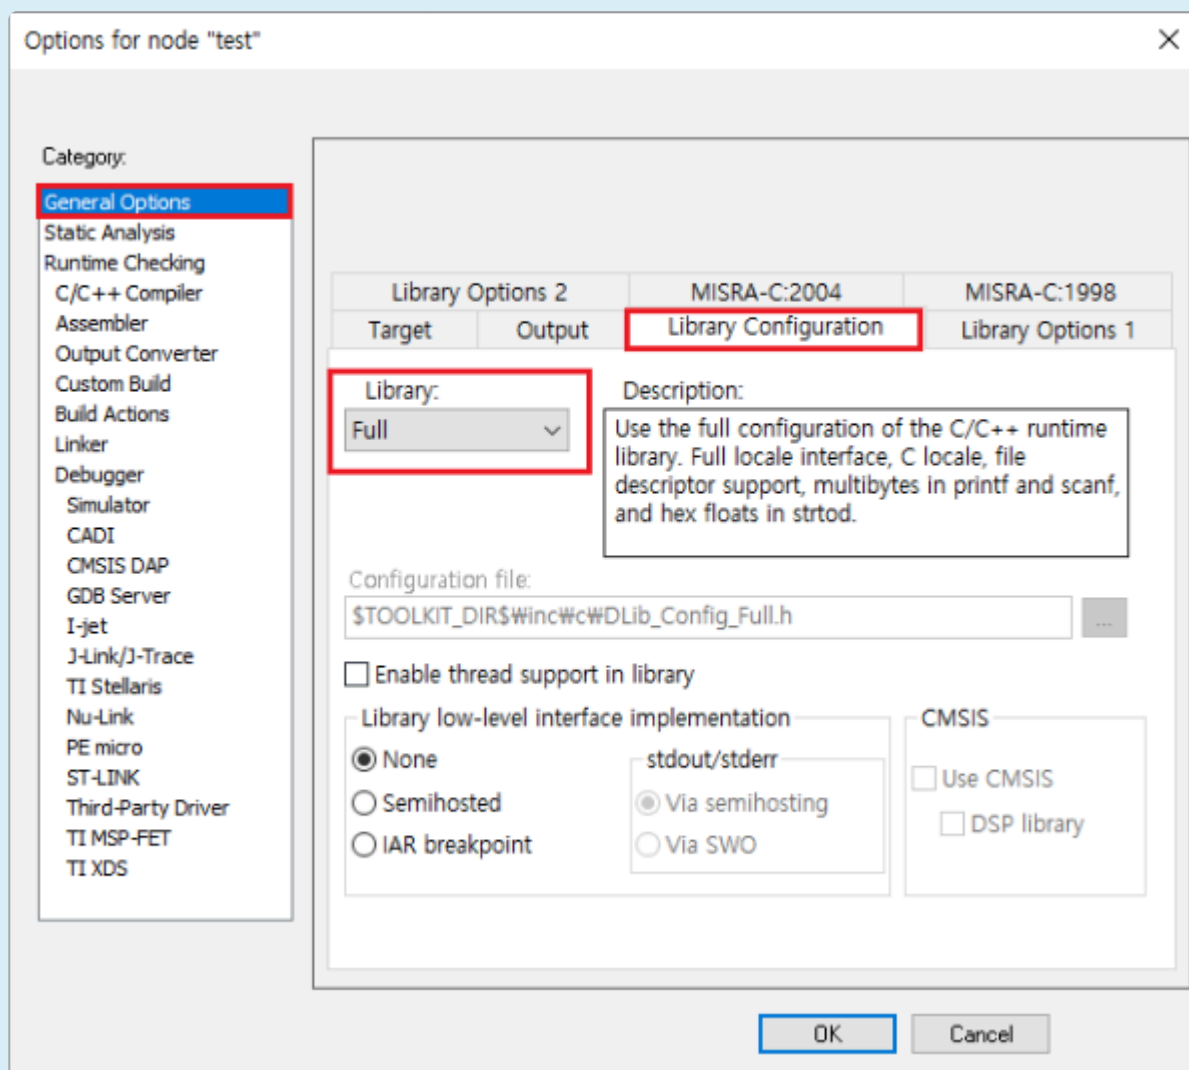 Options for node "test"
Category:
General Options
Static Analysis
Runtime Checking
C/C++ Compiler
Assembler
Output Converter
Custom Build
Build Actions
Linker
Debugger
Simulator
CADI
CMSIS DAP
GDB Server
I-jet
J-Link/J-Trace
TI Stellaris
Nu-Link
PE micro
ST-LINK
Third-Party Driver
TI MSP-FET
TI XDS
Library Options 2 MISRA-C:2004 MISRA-C:1998
Target Output Library Configuration Library Options 1
Library:
Full
Description:
Use the full configuration of the C/C++ runtime
library. Full locale interface, C locale, file
descriptor support, multibytes in printf and scanf,
and hex floats in strtod.
Configuration file:
$TOOLKIT_DIR$₩inc₩c₩DLib_Config_Full.h
...
Enable thread support in library
Library low-level interface implementation
None
Semihosted
IAR breakpoint
stdout/stderr
Via semihosting
Via SWO
CMSIS
Use CMSIS
DSP library
OK Cancel